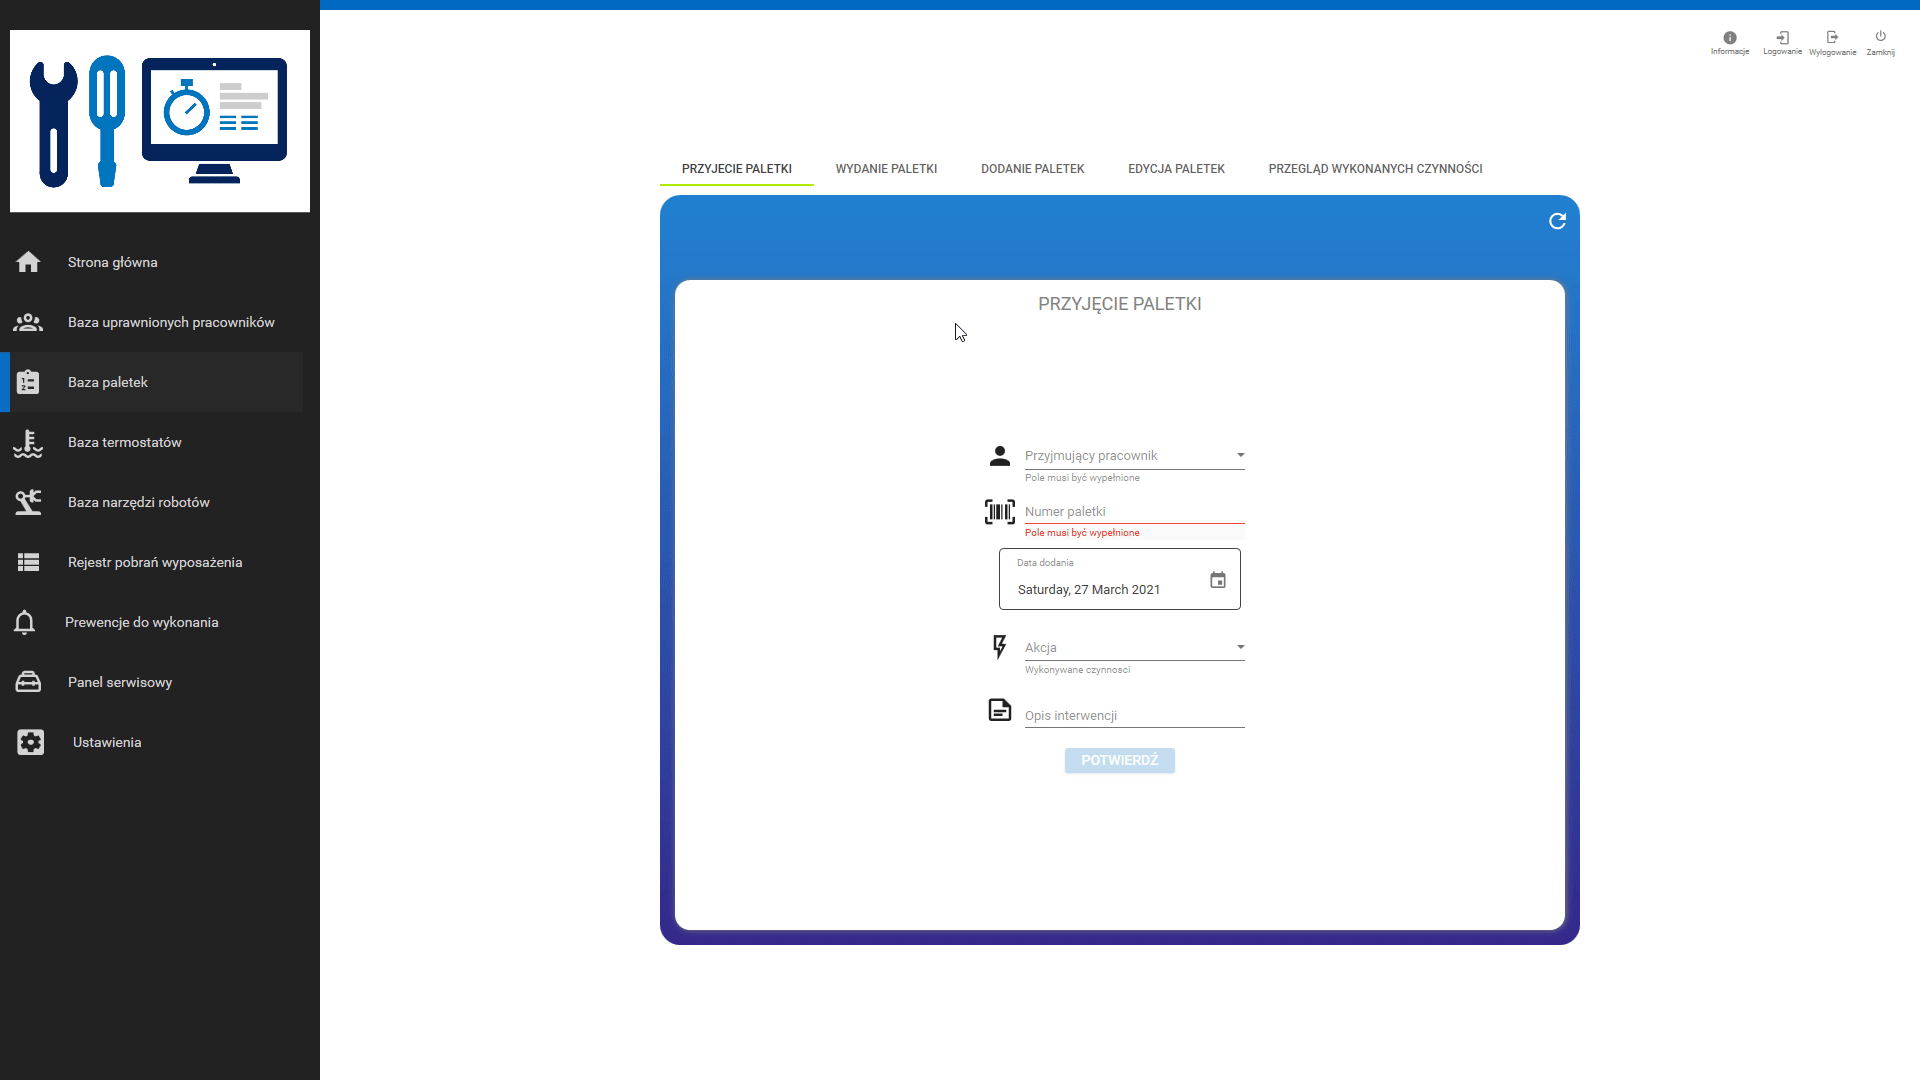 Informacje
Logowanie
Wylogowanie
Zamknij
PRZYJECIE PALETKI
WYDANIE PALETKI
DODANIE PALETEK
EDYCJA PALETEK
PRZEGLĄD WYKONANYCH CZYNNOŚCI
Strona główna
Baza uprawnionych pracowników
Baza paletek
Baza termostatów
Baza narzędzi robotów
Rejestr pobrań wyposażenia
Prewencje do wykonania
Panel serwisowy
Ustawienia
PRZYJĘCIE PALETKI
Przyjmujący pracownik
Pole musi być wypełnione
Numer paletki
Pole musi być wypełnione
Data dodania
Saturday, 27 March 2021
Akcja
Wykonywane czynnosci
Opis interwencji
POTWIERDŹ